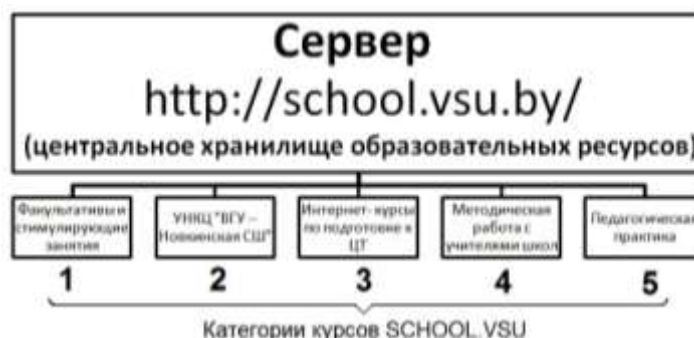 Сервер
http://school.vsu.by/
(центральное хранилище образовательных ресурсов)
Факультативы и
стимулирующие
занятия
УНКЦ "ВГУ –
Новкинская СШ"
Интернет- курсы
по подготовке к
ЦТ
Методическая
работа с
учителями школ
Педагогическая
практика
1 2 3 4 5
Категории курсов SCHOOL.VSU